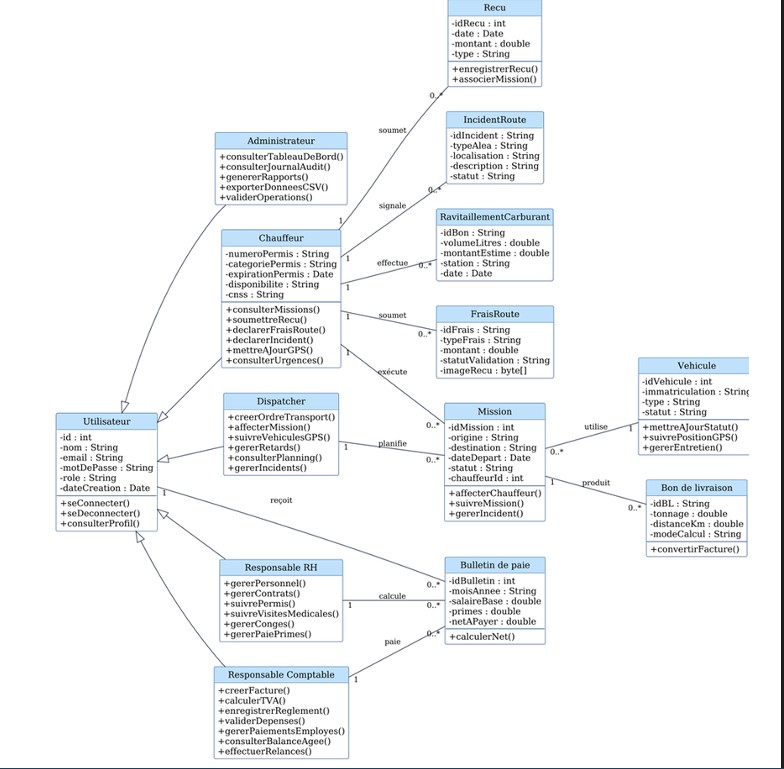 Recu
-idRecu : int
-date : Date
-montant : double
-type : String
+enregistrerRecu()
+associerMission()
0..*
soumet
1
IncidentRoute
-idIncident : String
-typeAlea : String
-localisation : String
-description : String
-statut : String
0..*
signale
1
Administrateur
+consulterTableauDeBord()
+consulterJournalAudit()
+genererRapports()
+exporterDonneesCSV()
+validerOperations()
RavitaillementCarburant
-idBon : String
-volumeLitres : double
-montantEstime : double
-station : String
-date : Date
0..*
effectue
1
Chauffeur
-numeroPermis : String
-categoriePermis : String
-expirationPermis : Date
-disponibilite : String
-cnss : String
+consulterMissions()
+soumettreRecu()
+declarerFraisRoute()
+declarerIncident()
+mettreAJourGPS()
+consulterUrgences()
1
soumet
0..*
FraisRoute
-idFrais : String
-typeFrais : String
-montant : double
-statutValidation : String
-imageRecu : byte[]
1
exécute
0..*
Vehicule
-idVehicule : int
-immatriculation : String
-type : String
-statut : String
+mettreAJourStatut()
+suivrePositionGPS()
+gererEntretien()
Dispatcher
+creerOrdreTransport()
+affecterMission()
+suivreVehiculesGPS()
+gererRetards()
+consulterPlanning()
+gererIncidents()
1
planifie
0..*
Mission
-idMission : int
-origine : String
-destination : String
-dateDepart : Date
-statut : String
-chauffeurId : int
+affecterChauffeur()
+suivreMission()
+gererIncident()
0..*
utilise
1
1
produit
0..*
Utilisateur
-id : int
-nom : String
-email : String
-motDePasse : String
-role : String
-dateCreation : Date
+seConnecter()
+seDeconnecter()
+consulterProfil()
1
reçoit
0..*
Bon de livraison
-idBL : String
-tonnage : double
-distanceKm : double
-modeCalcul : String
+convertirFacture()
Responsable RH
+gererPersonnel()
+gererContrats()
+suivrePermis()
+suivreVisitesMedicales()
+gererConges()
+gererPaiePrimes()
1
calcule
0..*
Bulletin de paie
-idBulletin : int
-moisAnnee : String
-salaireBase : double
-primes : double
-netAPayer : double
+calculerNet()
0..*
paie
1
Responsable Comptable
+creerFacture()
+calculerTVA()
+enregistrerReglement()
+validerDepenses()
+gererPaiementsEmployes()
+consulterBalanceAgee()
+effectuerRelances()